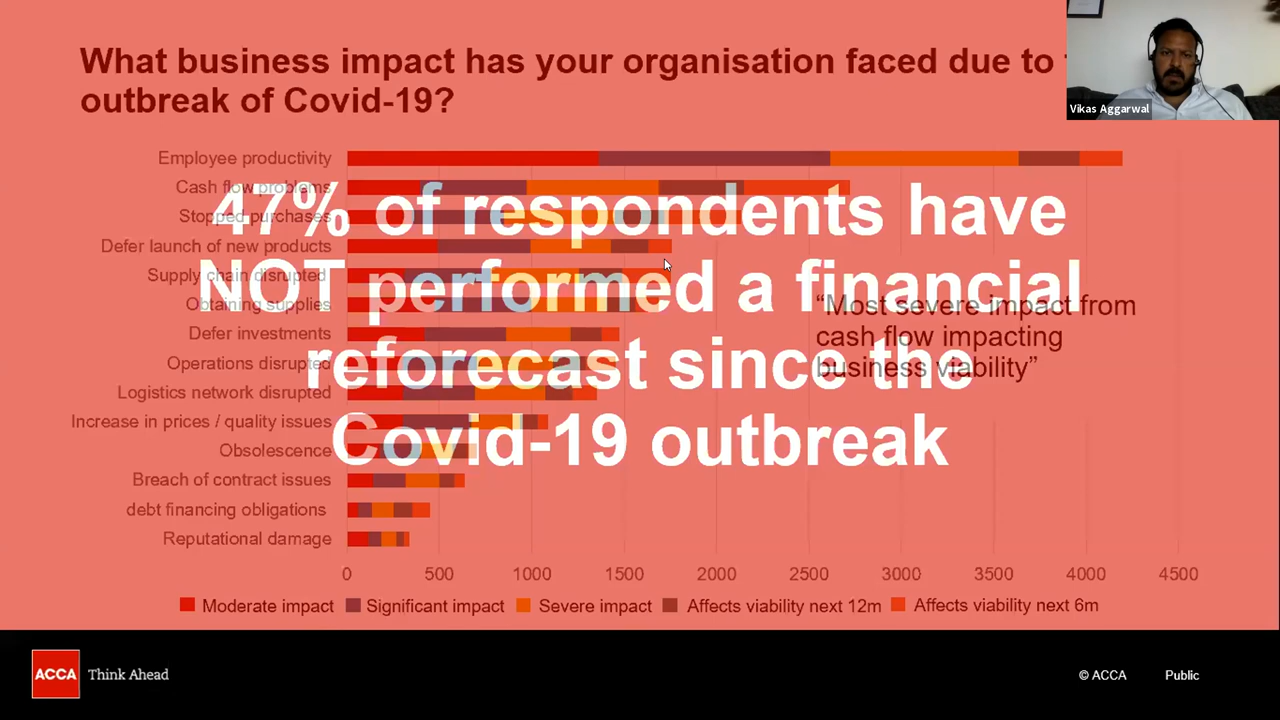 What business impact has your organisation faced due to
outbreak of Covid-19?
Vikas Aggarwal
47% of respondents have
NOT performed a financial
reforecast since the
Covid-19 outbreak
Employee productivity
Cash flow problems
Stopped purchases
Defer launch of new products
Supply chain disrupted
Obtaining supplies
Defer investments
Operations disrupted
Logistics network disrupted
Increase in prices / quality issues
Obsolescence
Breach of contract issues
debt financing obligations
Reputational damage
“Most severe impact from
cash flow impacting
business viability”
0 500 1000 1500 2000 2500 3000 3500 4000 4500
Moderate impact Significant impact Severe impact Affects viability next 12m Affects viability next 6m
ACCA Think Ahead © ACCA Public